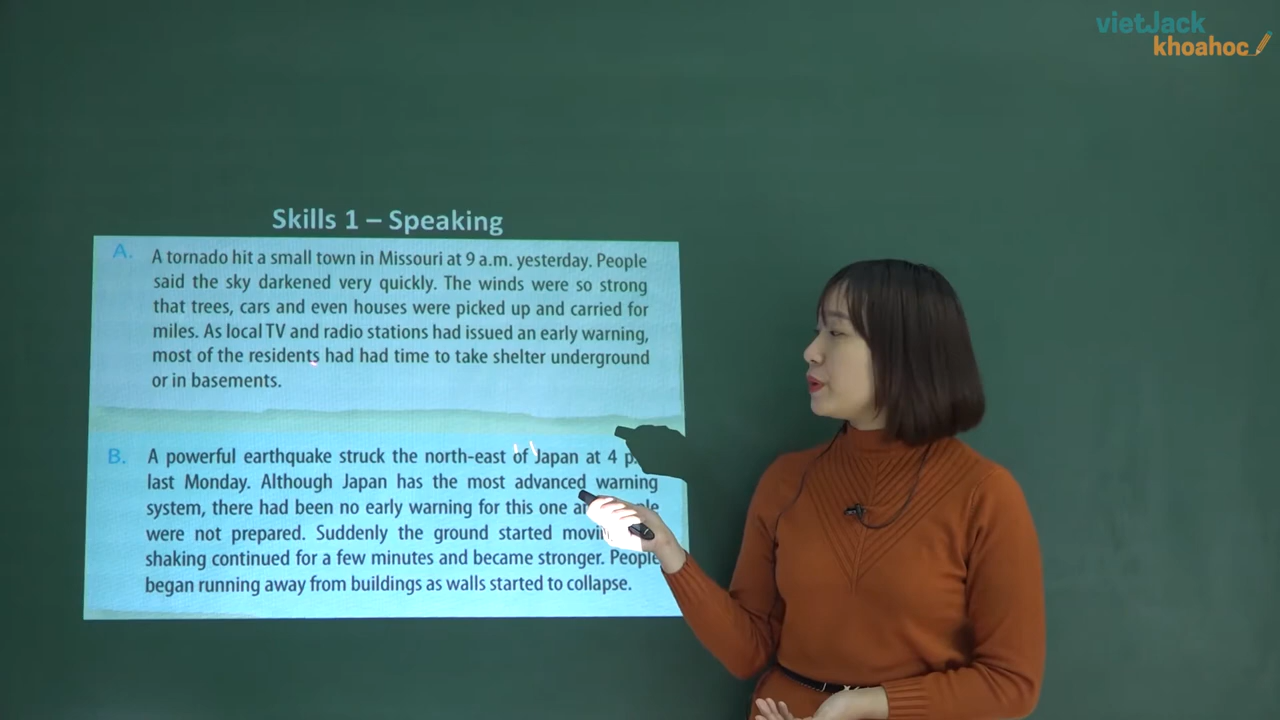 vietJack
khoahoc
Skills 1 – Speaking
A. A tornado hit a small town in Missouri at 9 a.m. yesterday. People
said the sky darkened very quickly. The winds were so strong
that trees, cars and even houses were picked up and carried for
miles. As local TV and radio stations had issued an early warning,
most of the residents had had time to take shelter underground
or in basements.
B. A powerful earthquake struck the north-east of Japan at 4
last Monday. Although Japan has the most advanced warning
system, there had been no early warning for this one
were not prepared. Suddenly the ground started
shaking continued for a few minutes and became stronger. People
began running away from buildings as walls started to collapse.